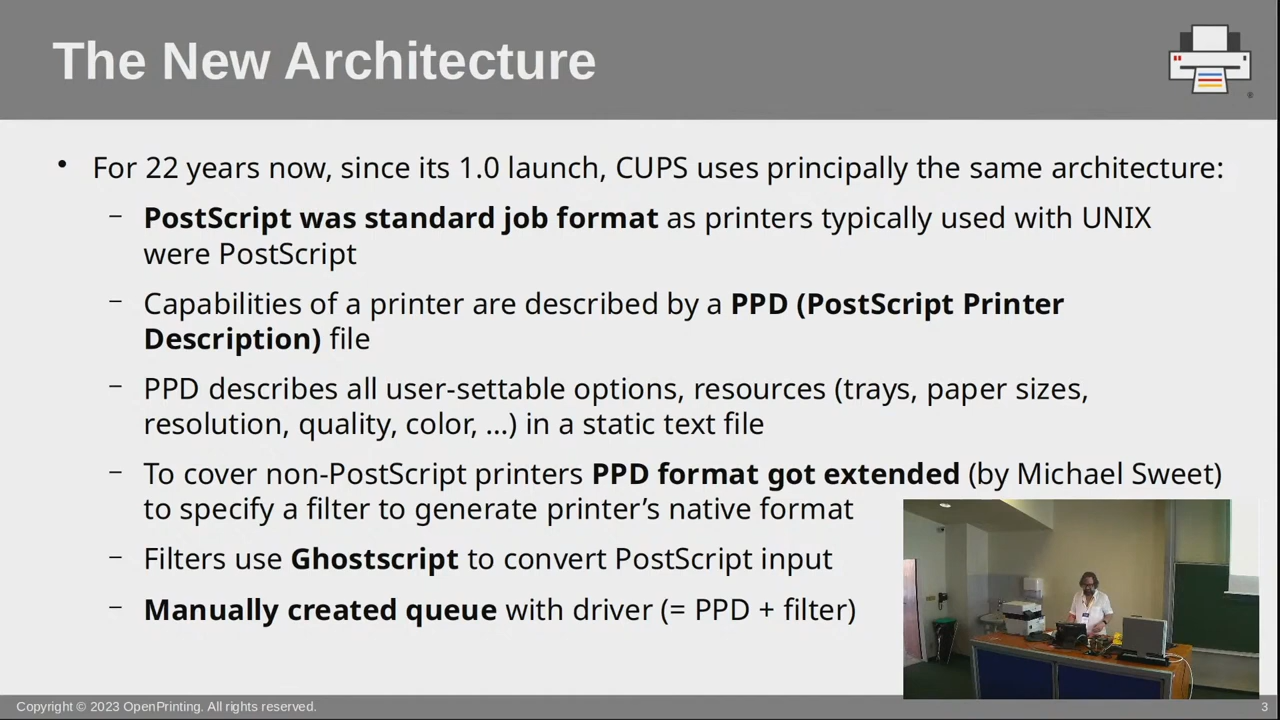 The New Architecture
®
• For 22 years now, since its 1.0 launch, CUPS uses principally the same architecture:
– PostScript was standard job format as printers typically used with UNIX
were PostScript
– Capabilities of a printer are described by a PPD (PostScript Printer
Description) file
– PPD describes all user-settable options, resources (trays, paper sizes,
resolution, quality, color, …) in a static text file
– To cover non-PostScript printers PPD format got extended (by Michael Sweet)
to specify a filter to generate printer’s native format
– Filters use Ghostscript to convert PostScript input
– Manually created queue with driver (= PPD + filter)
Copyright © 2023 OpenPrinting. All rights reserved.
3